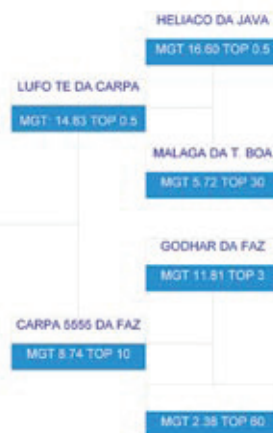 HELIACO DA JAVA
MGT 16.60 TOP 0.5
LUFO TE DA CARPA
MGT: 14.83 TOP 0.5
MALAGA DA T. BOA
MGT 5.72 TOP 30
GODHAR DA FAZ
MGT 11.81 TOP 3
CARPA 5555 DA FAZ
MGT 8.74 TOP 10
MGT 2.38 TOP 60